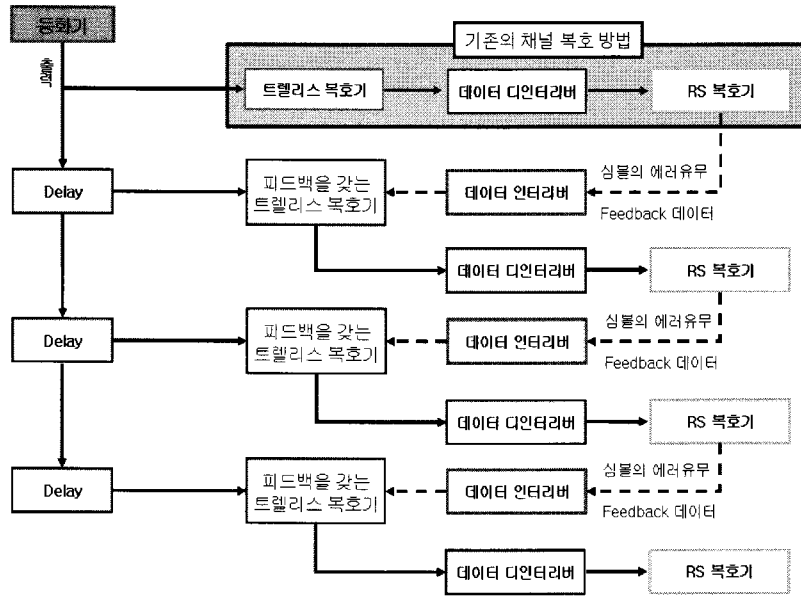 등화기
기존의 채널 복호 방법
출력
트렐리스 복호기
데이터 디인터리버
RS 복호기
심볼의 에러유무
Feedback 데이터
Delay
피드백을 갖는
트렐리스 복호기
데이터 인터리버
데이터 디인터리버
RS 복호기
심볼의 에러유무
Feedback 데이터
Delay
피드백을 갖는
트렐리스 복호기
데이터 인터리버
데이터 디인터리버
RS 복호기
심볼의 에러유무
Feedback 데이터
Delay
피드백을 갖는
트렐리스 복호기
데이터 인터리버
데이터 디인터리버
RS 복호기